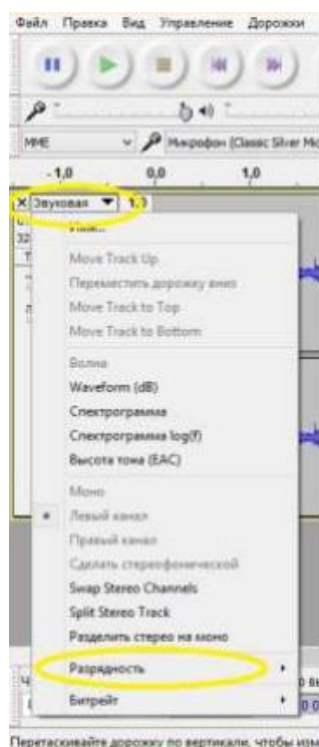 Файл Правка Вид Управление Дорожки
MME Микрофон (Classic Silver Mic
- 1,0 0,0 1,0
X Звуковая ▼ 1,0
Имя...
Move Track Up
Переместить дорожку вниз
Move Track to Top
Move Track to Bottom
Волна
Waveform (dB)
Спектрограмма
Спектрограмма log(f)
Высота тона (EAC)
Моно
Левый канал
Правый канал
Сделать стереофонической
Swap Stereo Channels
Split Stereo Track
Разделить стерео на моно
Разрядность
Битрейт
Перетаскивайте дорожку по вертикали, чтобы изм